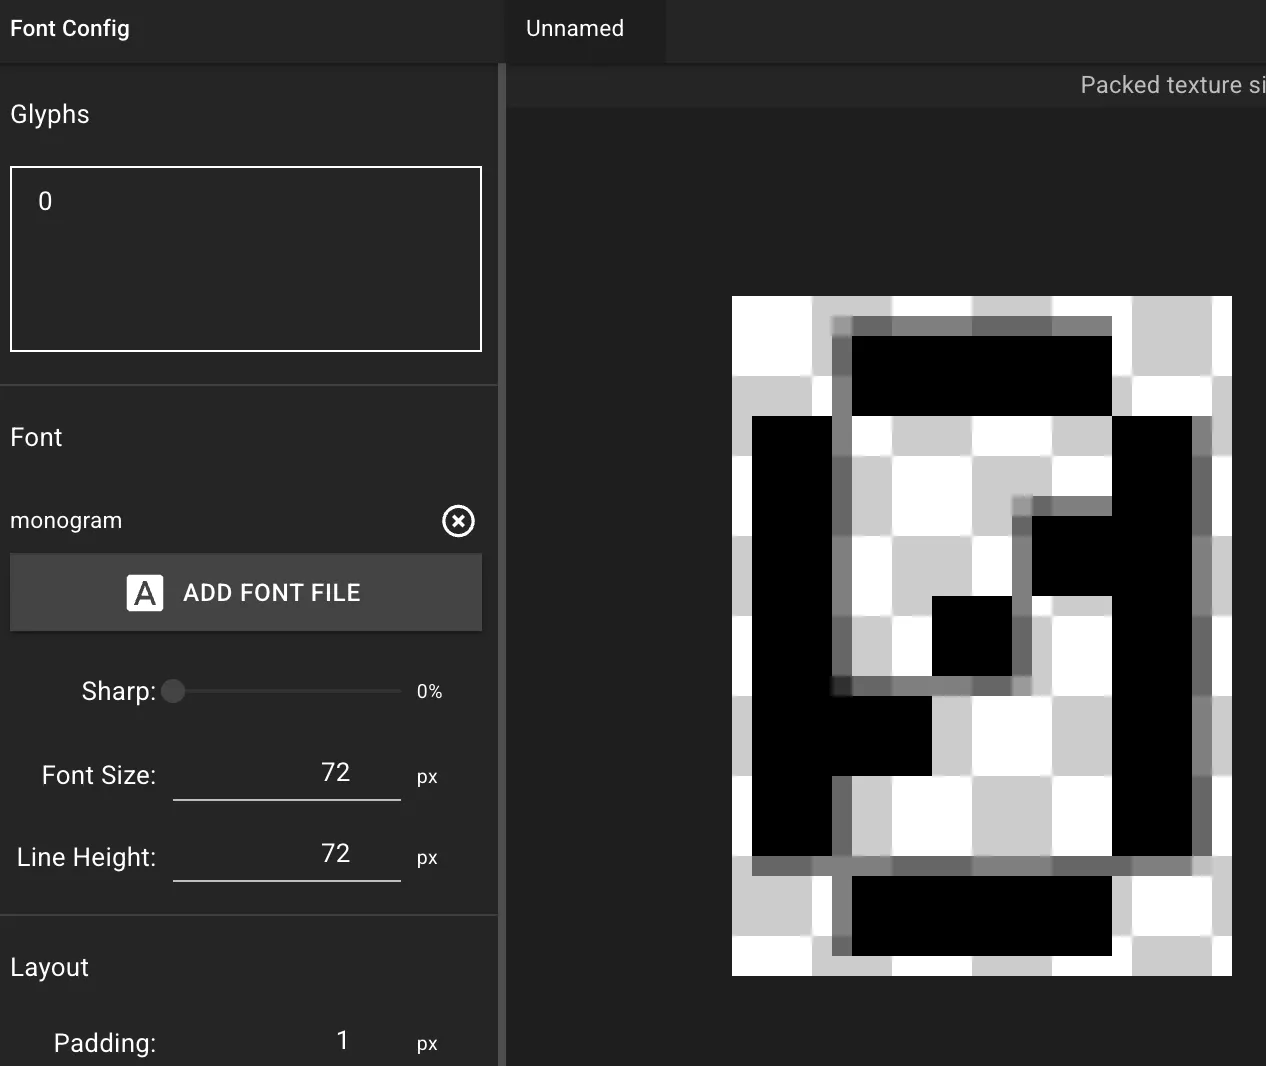 Font Config
Unnamed
Packed texture si
Glyphs
0
Font
monogram
A ADD FONT FILE
Sharp: 0%
Font Size: 72 px
Line Height: 72 px
Layout
Padding: 1 px